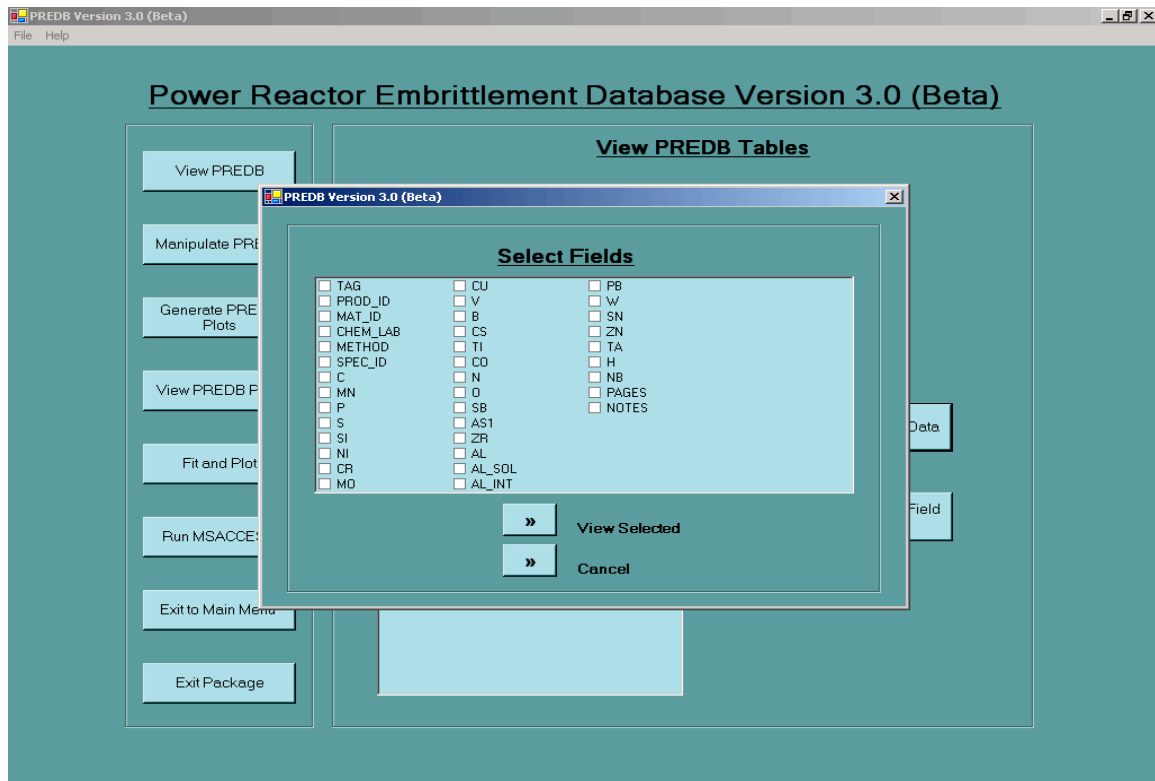 PREDB Version 3.0 (Beta)
File Help
Power Reactor Embrittlement Database Version 3.0 (Beta)
View PREDB
Manipulate PRE
Generate PRE
Plots
View PREDB P
Fit and Plot
Run MSACCES
Exit to Main Menu
Exit Package
View PREDB Tables
PREDB Version 3.0 (Beta)
Select Fields
TAG
PROD_ID
MAT_ID
CHEM_LAB
METHOD
SPEC_ID
C
MN
P
S
SI
NI
CR
MO
CU
V
B
CS
TI
CO
N
O
SB
AS1
ZR
AL
AL_SOL
AL_INT
PB
W
SN
ZN
TA
H
NB
PAGES
NOTES
» View Selected
» Cancel
Data
Field